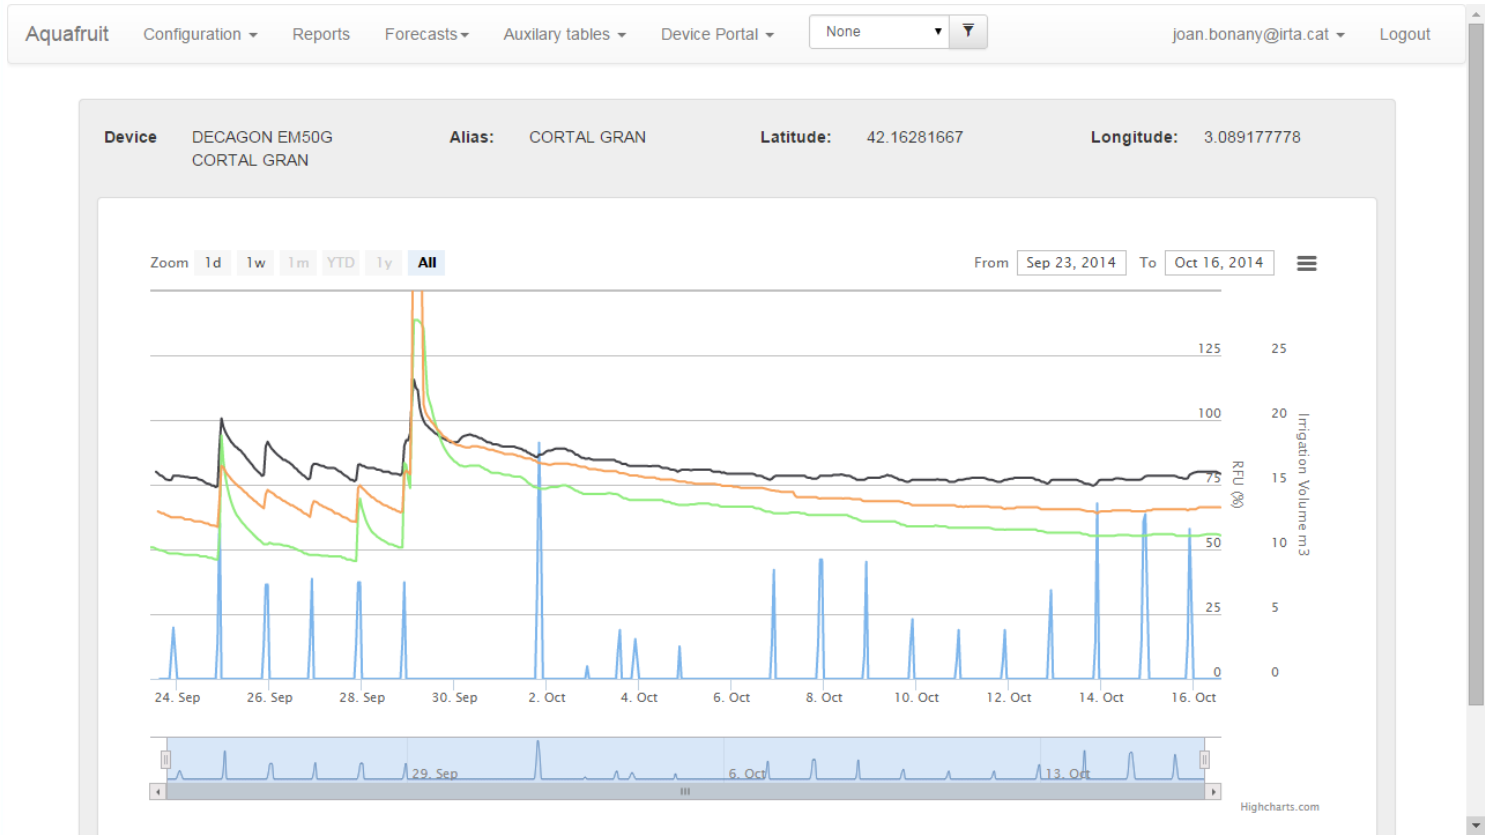 Aquafruit Configuration Reports Forecasts Auxilary tables Device Portal None joan.bonany@irta.cat Logout
Device DECAGON EM50G Alias: CORTAL GRAN Latitude: 42.16281667 Longitude: 3.089177778
CORTAL GRAN
Zoom 1d 1w 1m YTD 1y All From Sep 23, 2014 To Oct 16, 2014
125 25
100 20
75 15
50 10
25 5
0 0
RFU (%)
Irrigation Volume m3
24. Sep 26. Sep 28. Sep 30. Sep 2. Oct 4. Oct 6. Oct 8. Oct 10. Oct 12. Oct 14. Oct 16. Oct
29. Sep 6. Oct 13. Oct
Highcharts.com